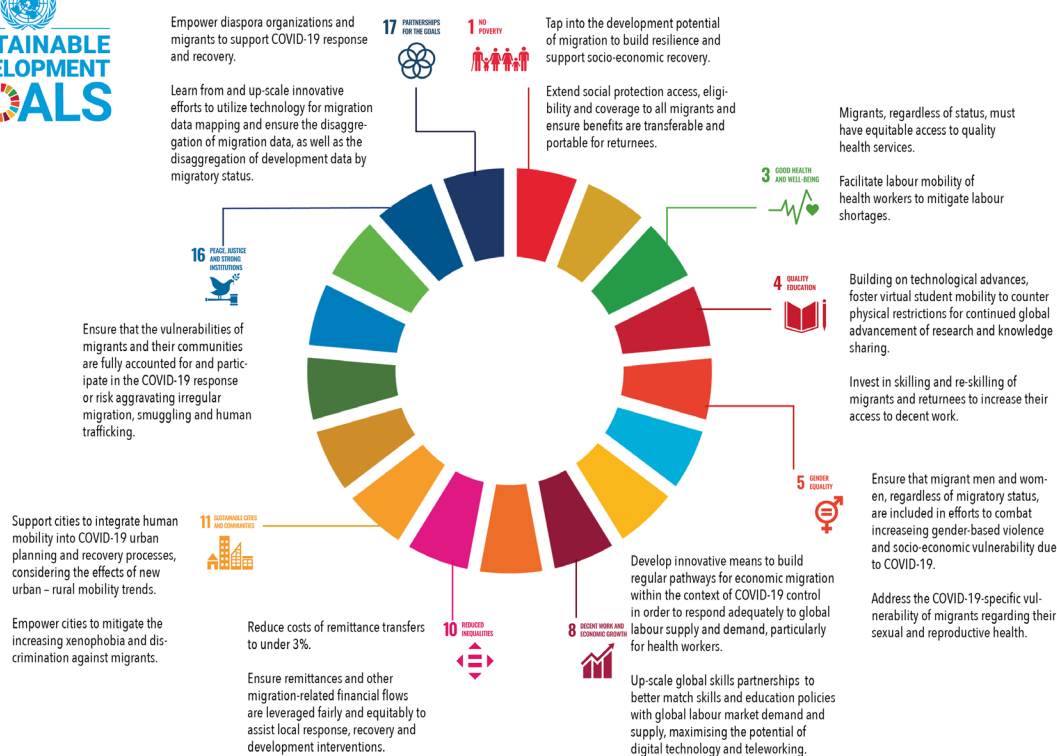 TAINABLE
ELOPMENT
ALS
Empower diaspora organizations and
migrants to support COVID-19 response
and recovery.
Learn from and up-scale innovative
efforts to utilize technology for migration
data mapping and ensure the disaggre-
gation of migration data, as well as the
disaggregation of development data by
migratory status.
17 PARTNERSHIPS
FOR THE GOALS
1 NO
POVERTY
Tap into the development potential
of migration to build resilience and
support socio-economic recovery.
Extend social protection access, elig-
ibility and coverage to all migrants and
ensure benefits are transferable and
portable for returnees.
3 GOOD HEALTH
AND WELL-BEING
Migrants, regardless of status, must
have equitable access to quality
health services.
Facilitate labour mobility of
health workers to mitigate labour
shortages.
4 QUALITY
EDUCATION
Building on technological advances,
foster virtual student mobility to counter
physical restrictions for continued global
advancement of research and knowledge
sharing.
Invest in skilling and re-skilling of
migrants and returnees to increase their
access to decent work.
5 GENDER
EQUALITY
Ensure that migrant men and wom-
en, regardless of migratory status,
are included in efforts to combat
increaseing gender-based violence
and socio-economic vulnerability due
to COVID-19.
Address the COVID-19-specific vul-
nerability of migrants regarding their
sexual and reproductive health.
8 DECENT WORK AND
ECONOMIC GROWTH
Develop innovative means to build
regular pathways for economic migration
within the context of COVID-19 control
in order to respond adequately to global
labour supply and demand, particularly
for health workers.
Up-scale global skills partnerships to
better match skills and education policies
with global labour market demand and
supply, maximising the potential of
digital technology and teleworking.
10 REDUCED
INEQUALITIES
Reduce costs of remittance transfers
to under 3%.
Ensure remittances and other
migration-related financial flows
are leveraged fairly and equitably to
assist local response, recovery and
development interventions.
11 SUSTAINABLE CITIES
AND COMMUNITIES
Support cities to integrate human
mobility into COVID-19 urban
planning and recovery processes,
considering the effects of new
urban – rural mobility trends.
Empower cities to mitigate the
increasing xenophobia and dis-
crimination against migrants.
16 PEACE, JUSTICE
AND STRONG
INSTITUTIONS
Ensure that the vulnerabilities of
migrants and their communities
are fully accounted for and partic-
ipate in the COVID-19 response
or risk aggravating irregular
migration, smuggling and human
trafficking.